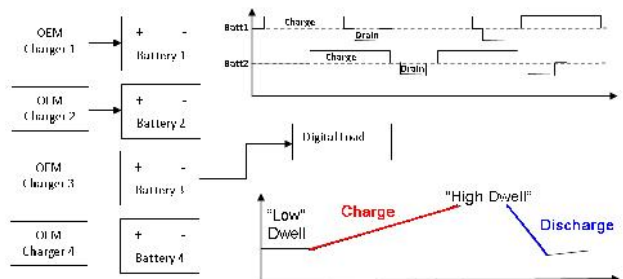 OEM
Charger 1
+ -
Battery 1
OEM
Charger 2
+ -
Battery 2
OEM
Charger 3
+ -
Battery 3
OEM
Charger 4
+ -
Battery 4
Batt1
Charge
Drain
Batt2
Charge
Drain
Digital Load
"Low"
Dwell
Charge
"High Dwell"
Discharge